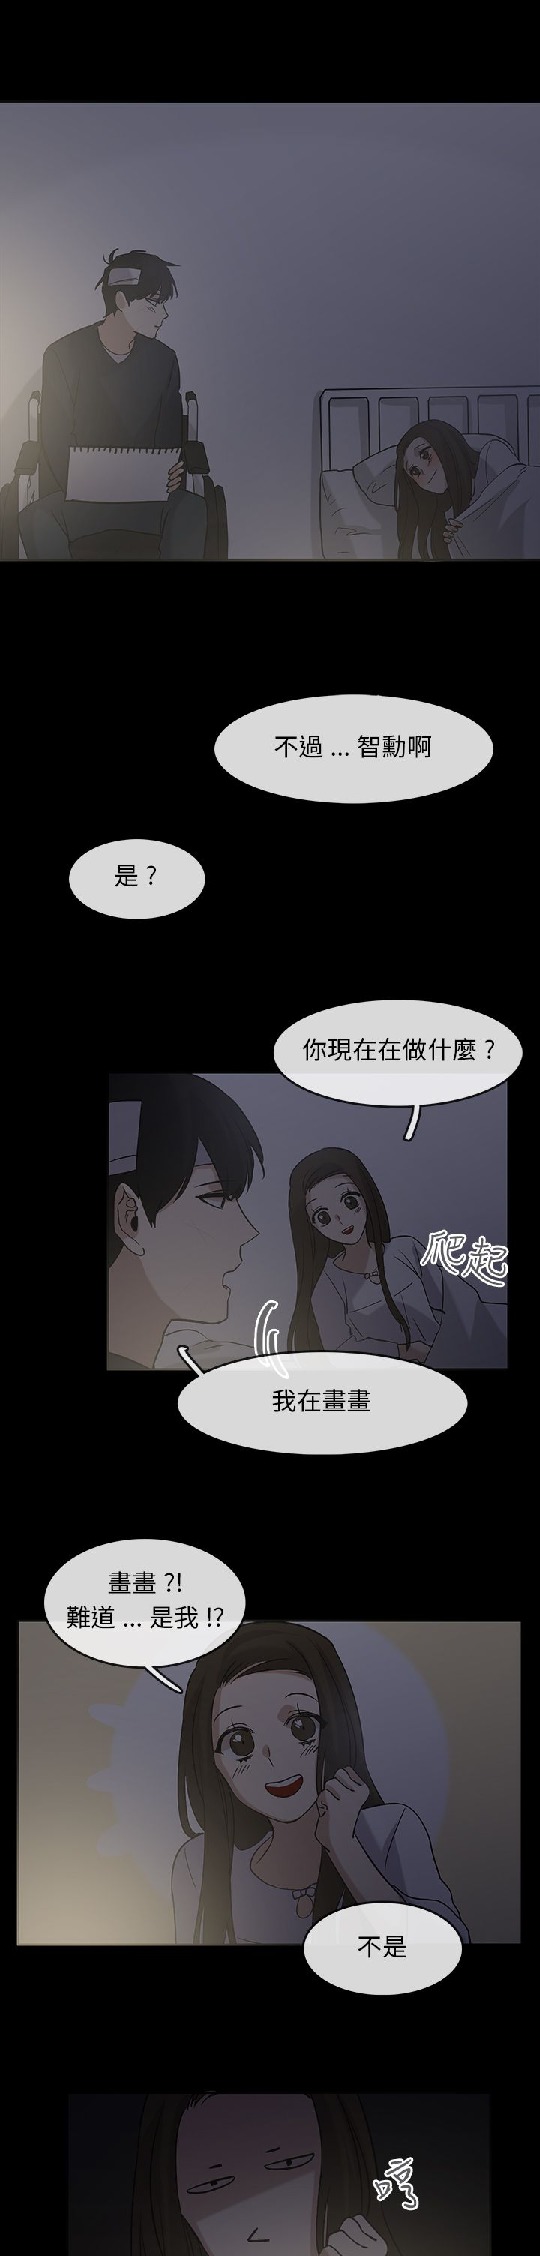 不過 ... 智勳啊
是？
你現在在做什麼？
爬起
我在畫畫
畫畫 ?!
難道 ... 是我 !?
不是
哼